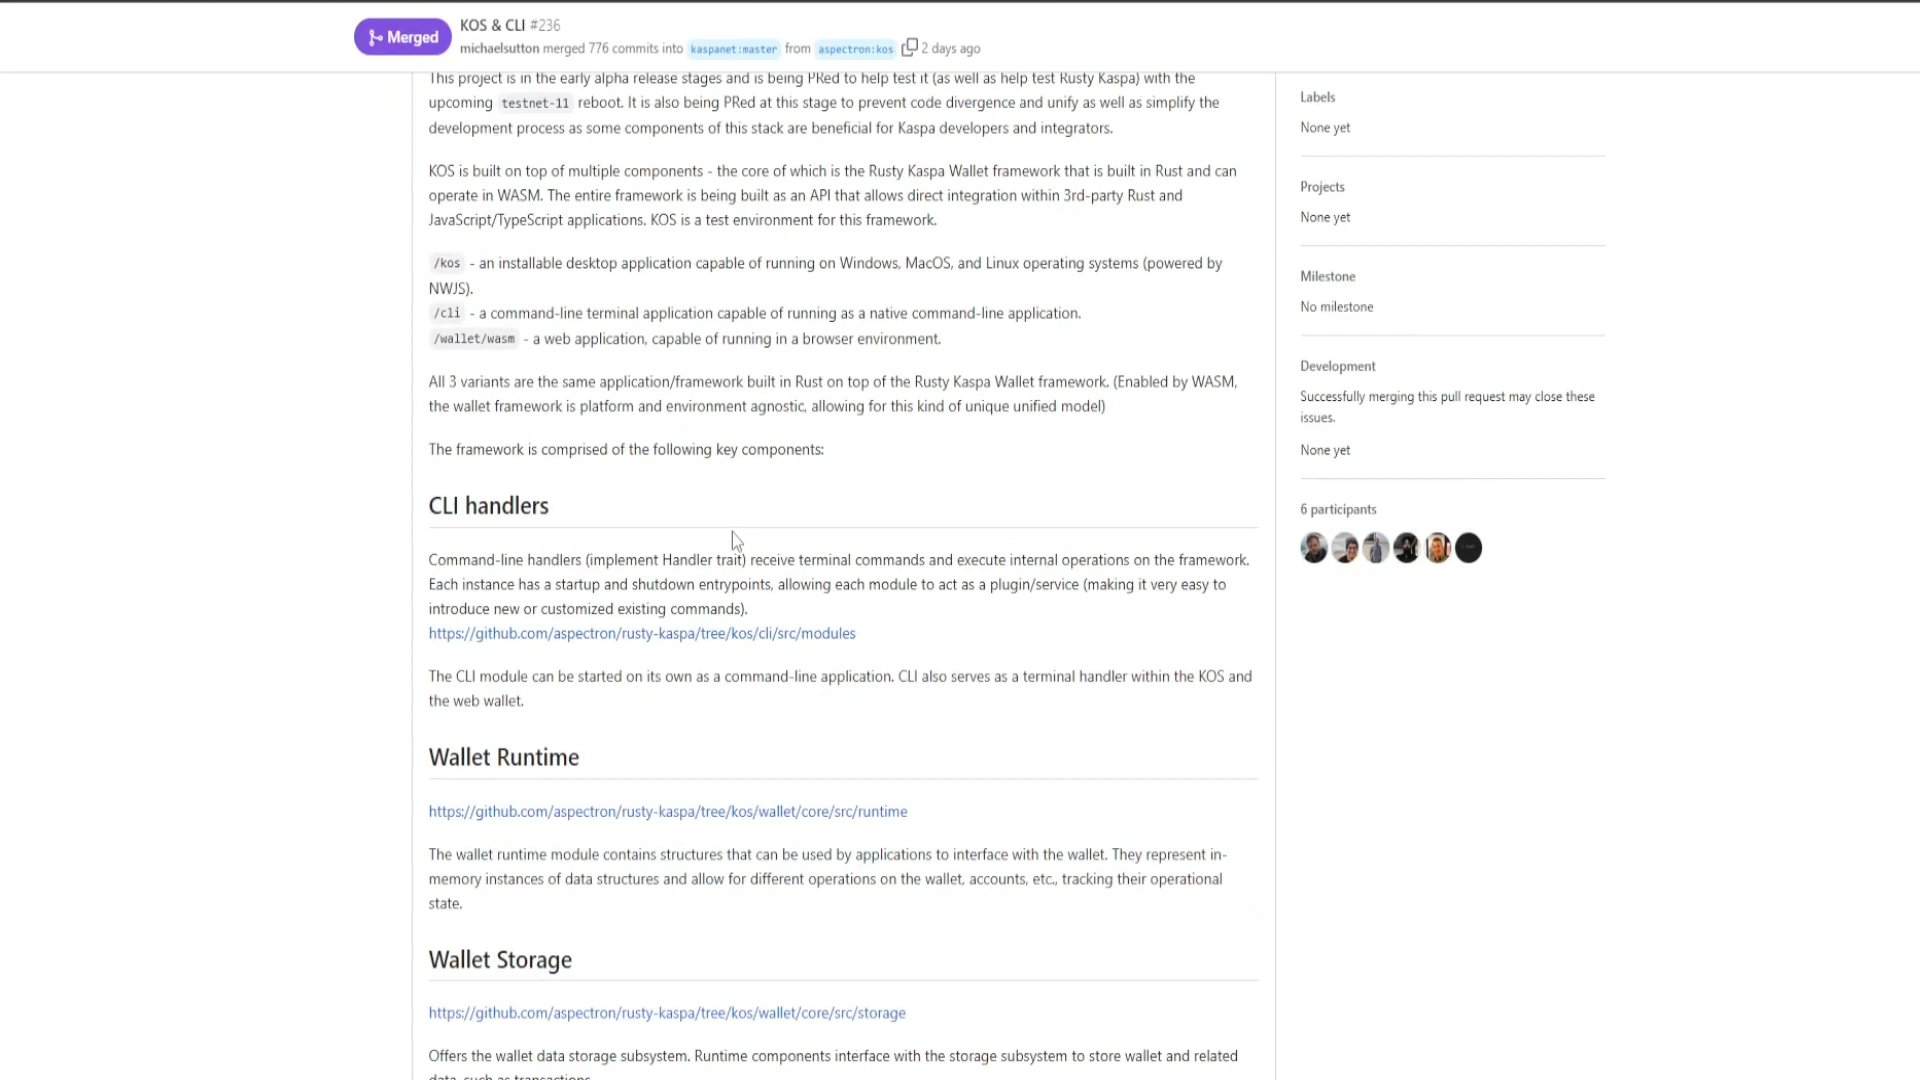 Merged
KOS & CLI #236
michaelsutton merged 776 commits into kaspanet:master from aspectron:kos 2 days ago
This project is in the early alpha release stages and is being PRed to help test it (as well as help test Rusty Kaspa) with the
upcoming testnet-11 reboot. It is also being PRed at this stage to prevent code divergence and unify as well as simplify the
development process as some components of this stack are beneficial for Kaspa developers and integrators.
KOS is built on top of multiple components - the core of which is the Rusty Kaspa Wallet framework that is built in Rust and can
operate in WASM. The entire framework is being built as an API that allows direct integration within 3rd-party Rust and
JavaScript/TypeScript applications. KOS is a test environment for this framework.
/kos - an installable desktop application capable of running on Windows, MacOS, and Linux operating systems (powered by
NWJS).
/cli - a command-line terminal application capable of running as a native command-line application.
/wallet/wasm - a web application, capable of running in a browser environment.
All 3 variants are the same application/framework built in Rust on top of the Rusty Kaspa Wallet framework. (Enabled by WASM,
the wallet framework is platform and environment agnostic, allowing for this kind of unique unified model)
The framework is comprised of the following key components:
CLI handlers
Command-line handlers (implement Handler trait) receive terminal commands and execute internal operations on the framework.
Each instance has a startup and shutdown entrypoints, allowing each module to act as a plugin/service (making it very easy to
introduce new or customized existing commands).
https://github.com/aspectron/rusty-kaspa/tree/kos/cli/src/modules
The CLI module can be started on its own as a command-line application. CLI also serves as a terminal handler within the KOS and
the web wallet.
Wallet Runtime
https://github.com/aspectron/rusty-kaspa/tree/kos/wallet/core/src/runtime
The wallet runtime module contains structures that can be used by applications to interface with the wallet. They represent in-
memory instances of data structures and allow for different operations on the wallet, accounts, etc., tracking their operational
state.
Wallet Storage
https://github.com/aspectron/rusty-kaspa/tree/kos/wallet/core/src/storage
Offers the wallet data storage subsystem. Runtime components interface with the storage subsystem to store wallet and related
data, such as transactions.
Labels
None yet
Projects
None yet
Milestone
No milestone
Development
Successfully merging this pull request may close these
issues.
None yet
6 participants